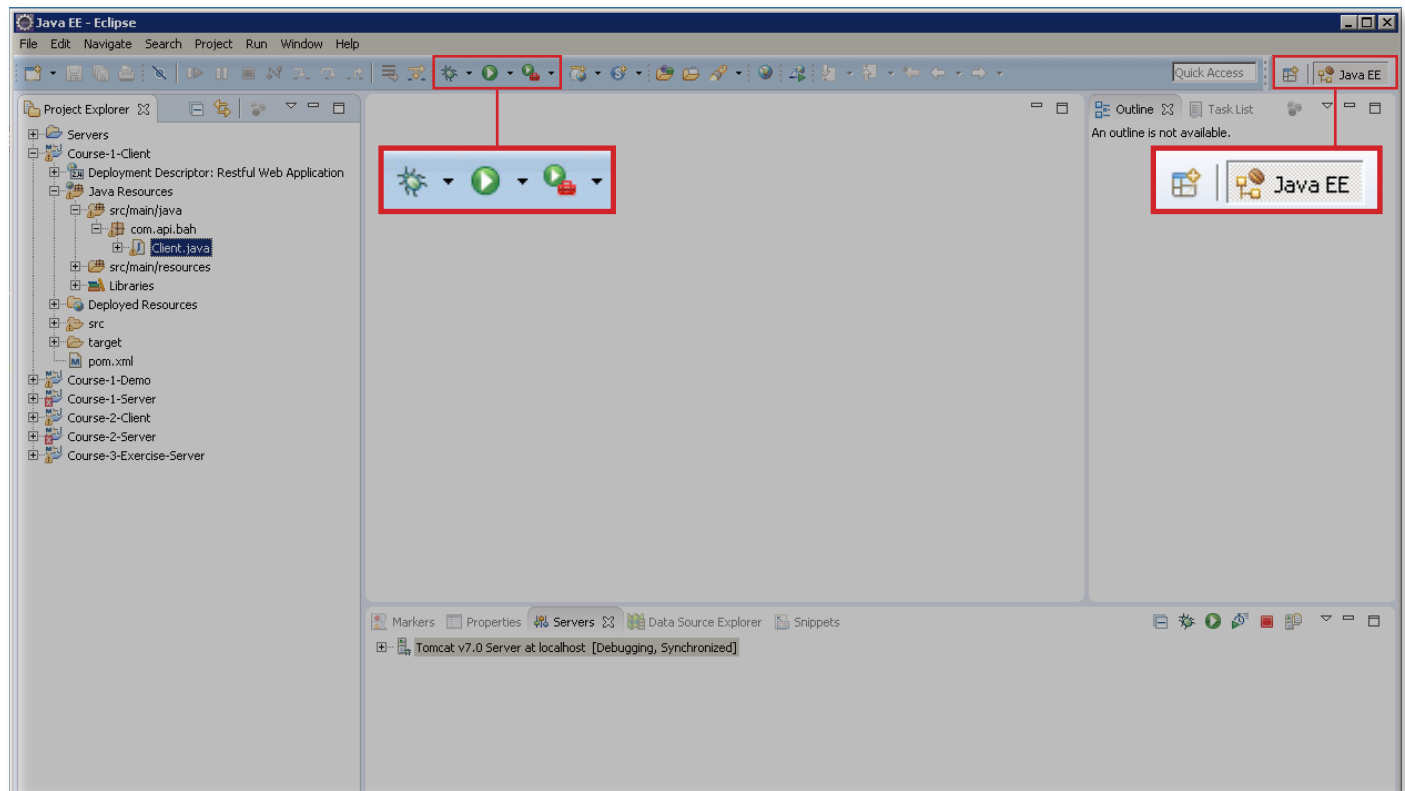 Java EE - Eclipse
File Edit Navigate Search Project Run Window Help
Quick Access
Java EE
Project Explorer
Outline Task List
An outline is not available.
Servers
Course-1-Client
Deployment Descriptor: Restful Web Application
Java Resources
src/main/java
com.api.bah
Client.java
src/main/resources
Libraries
Deployed Resources
src
target
pom.xml
Course-1-Demo
Course-1-Server
Course-2-Client
Course-2-Server
Course-3-Exercise-Server
Java EE
Markers Properties Servers Data Source Explorer Snippets
Tomcat v7.0 Server at localhost [Debugging, Synchronized]